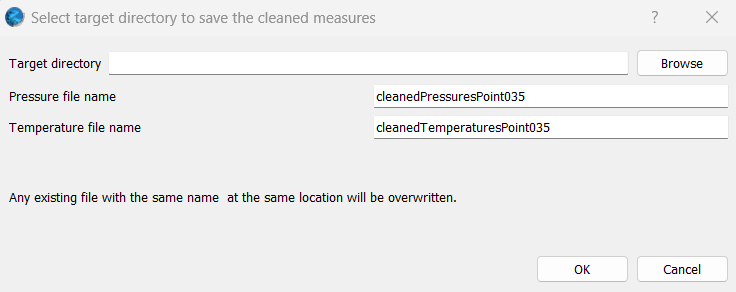 Select target directory to save the cleaned measures
?
Target directory
Browse
Pressure file name
cleanedPressuresPoint035
Temperature file name
cleanedTemperaturesPoint035
Any existing file with the same name  at the same location will be overwritten.
OK
Cancel